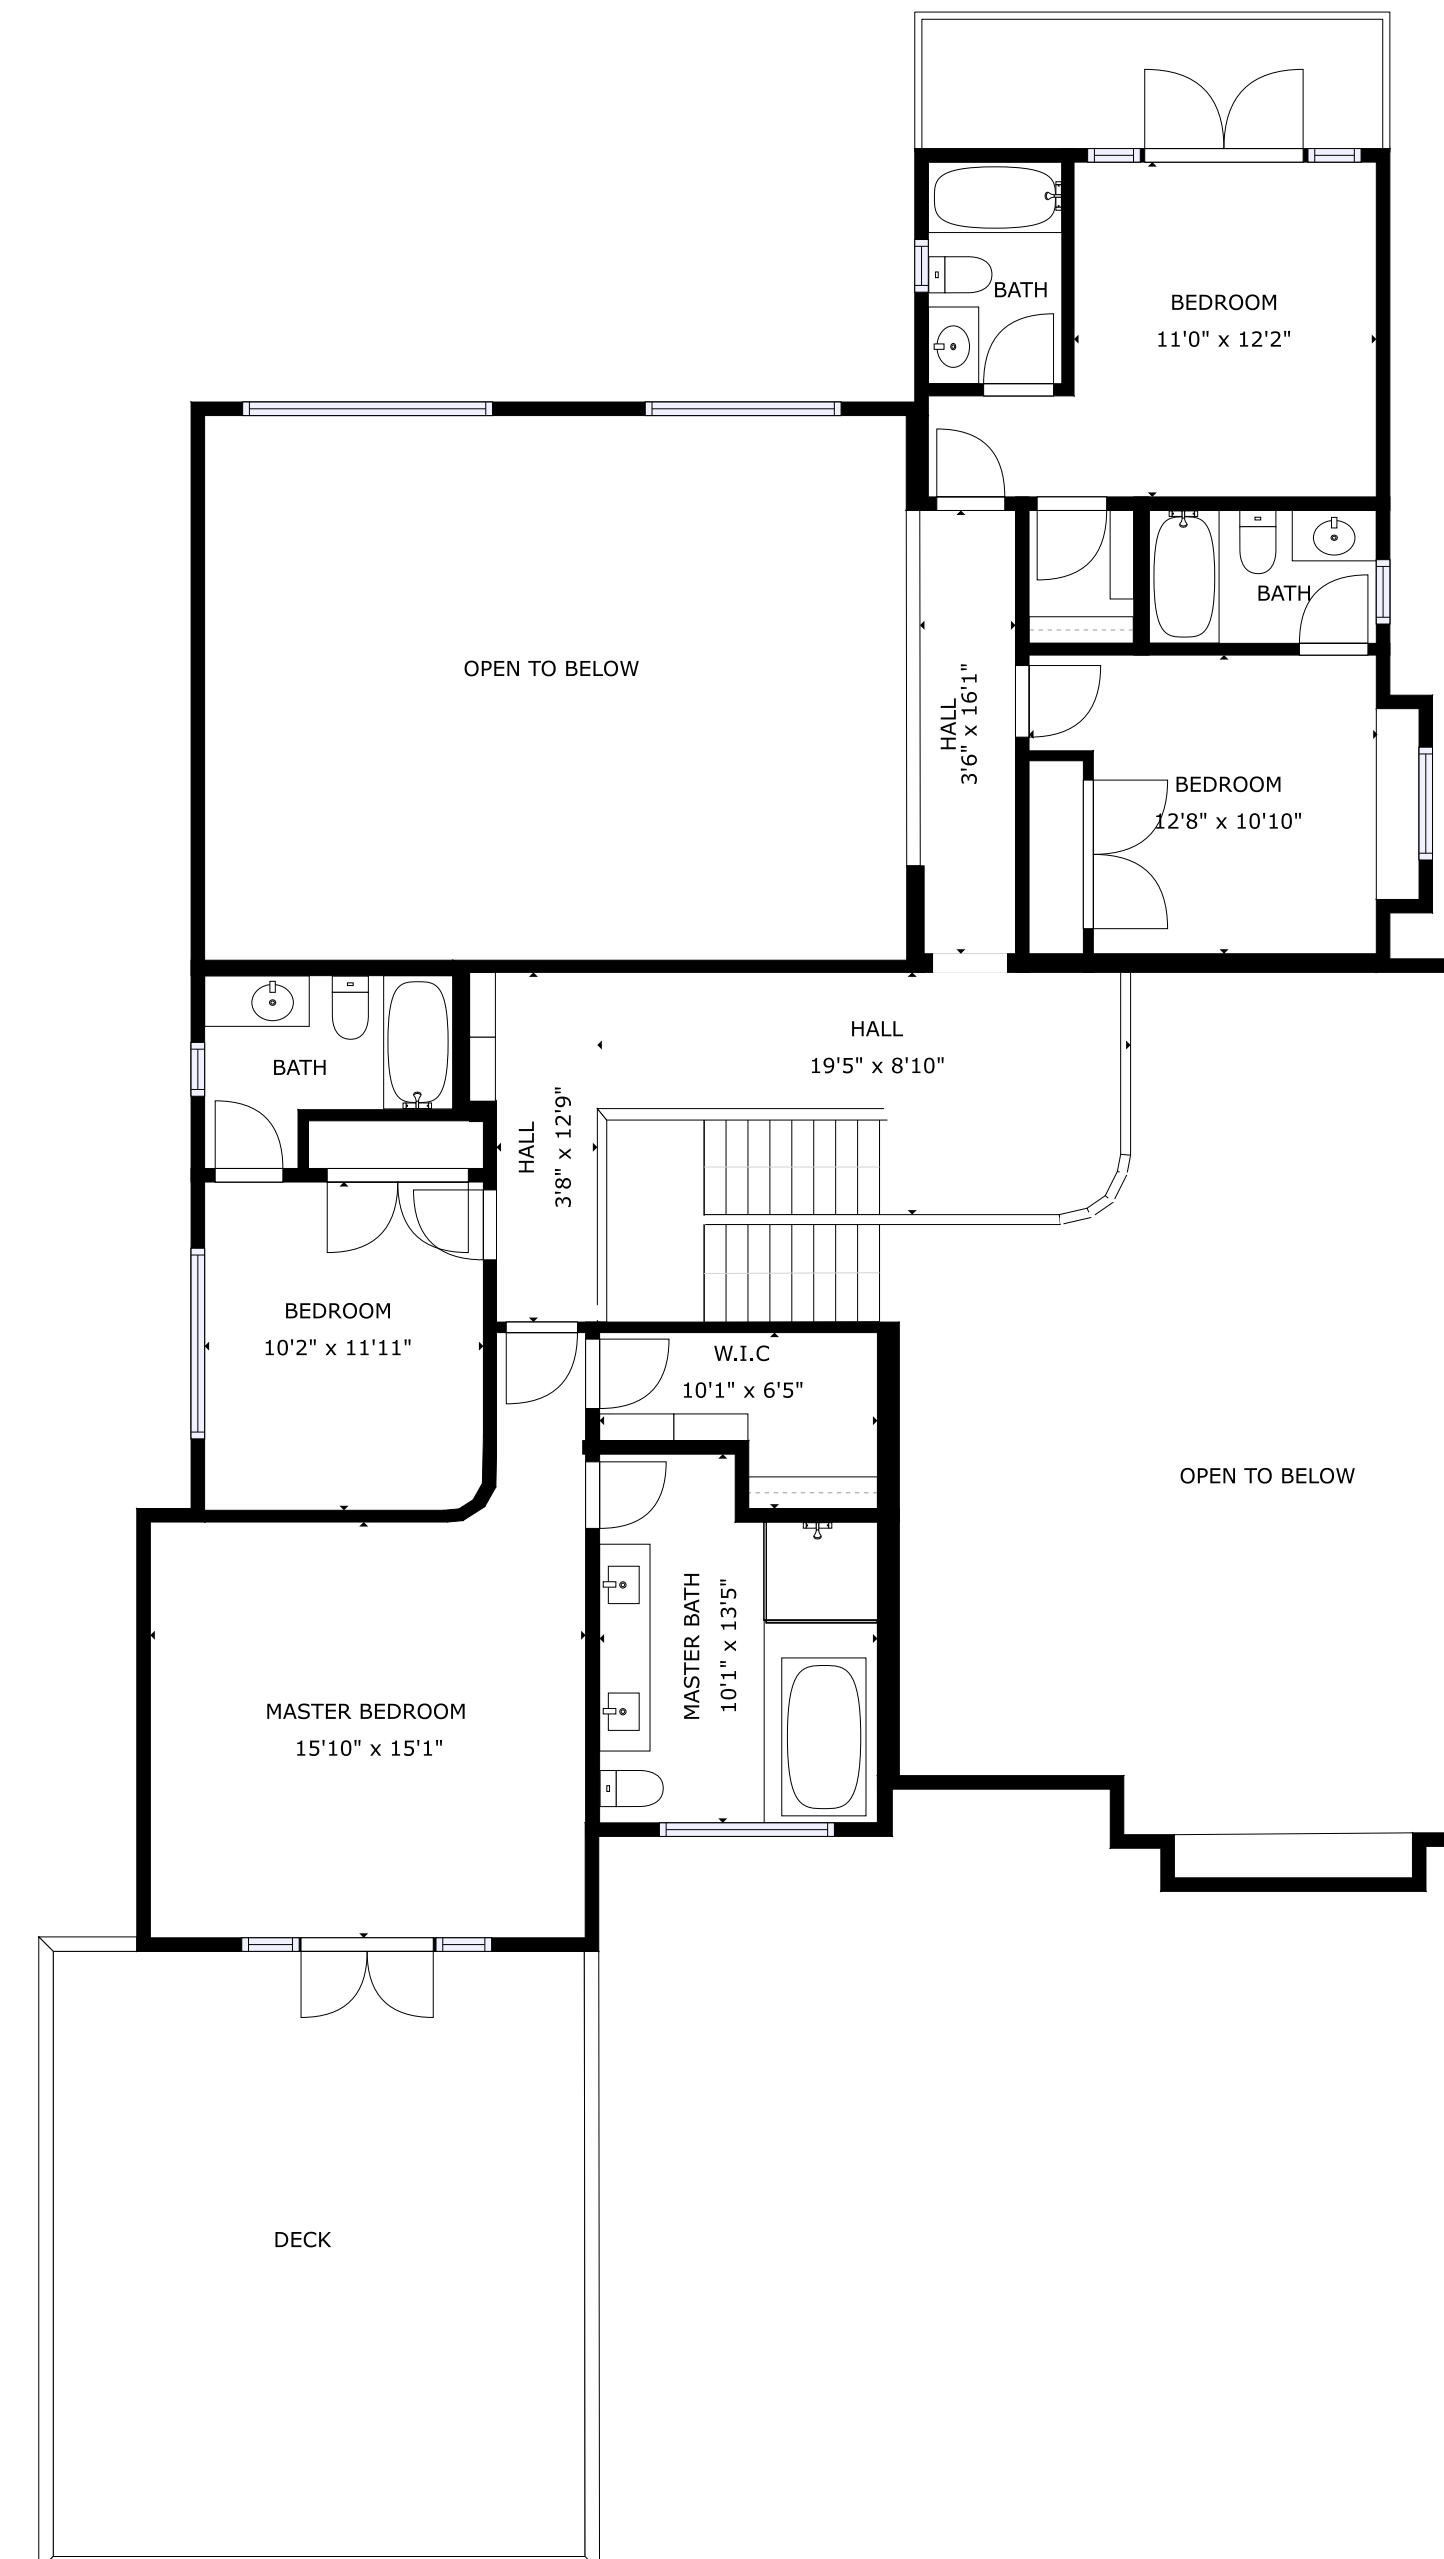 BATH
BEDROOM
11'0" x 12'2"
BATH
OPEN TO BELOW
HALL
3'6" x 16'1"
BEDROOM
12'8" x 10'10"
HALL
19'5" x 8'10"
BATH
HALL
3'8" x 12'9"
BEDROOM
10'2" x 11'11"
W.I.C
10'1" x 6'5"
OPEN TO BELOW
MASTER BATH
10'1" x 13'5"
MASTER BEDROOM
15'10" x 15'1"
DECK